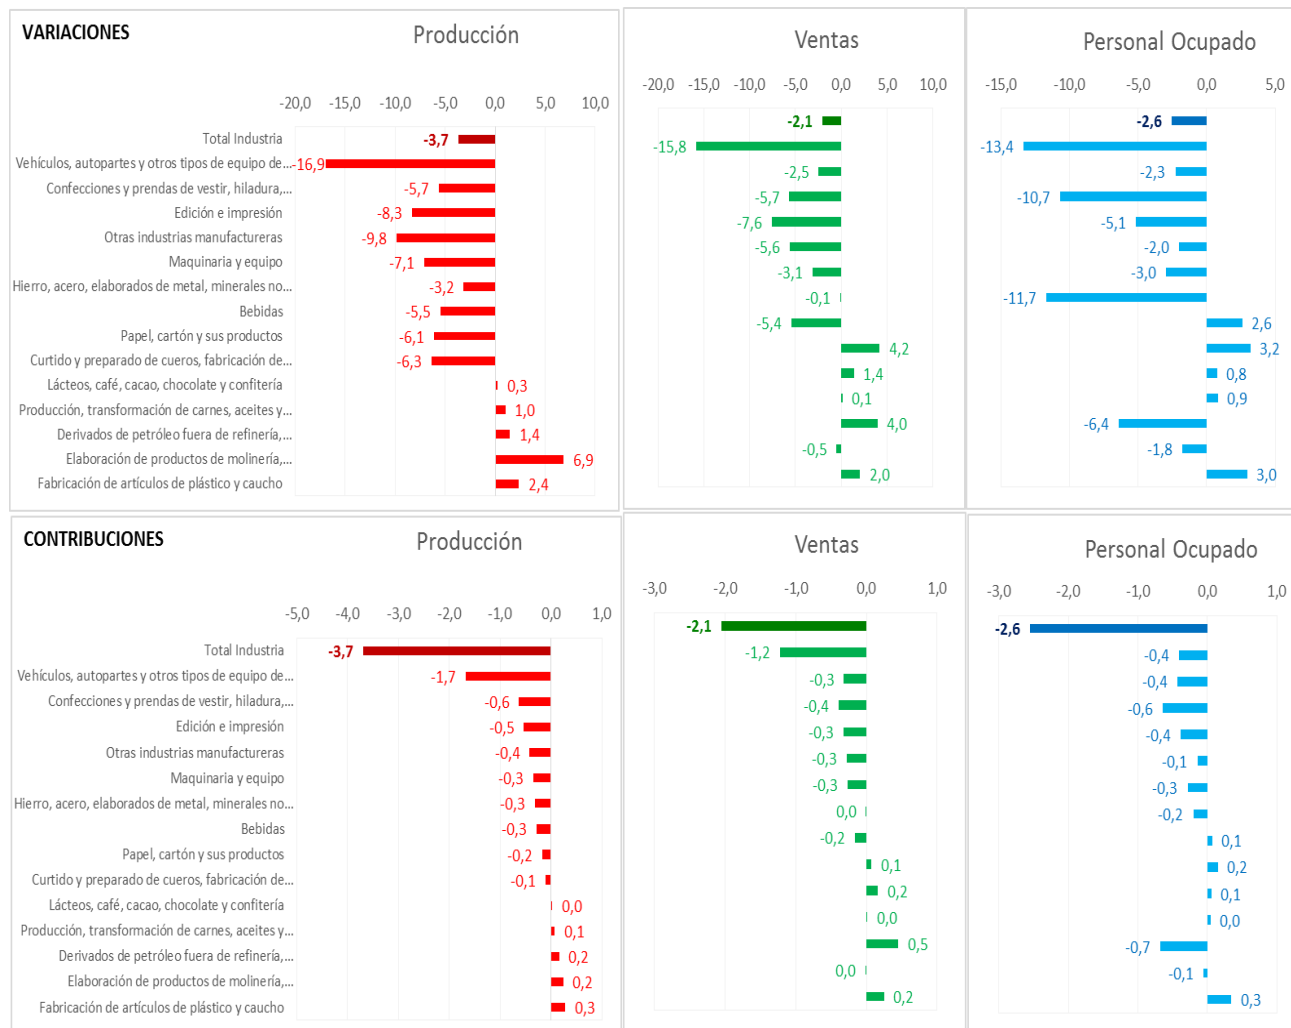 VARIACIONES
Producción
-20,0 -15,0 -10,0 -5,0 0,0 5,0 10,0
Total Industria -3,7
Vehículos, autopartes y otros tipos de equipo de... -16,9
Confecciones y prendas de vestir, hiladura,... -5,7
Edición e impresión -8,3
Otras industrias manufactureras -9,8
Maquinaria y equipo -7,1
Hierro, acero, elaborados de metal, minerales no... -3,2
Bebidas -5,5
Papel, cartón y sus productos -6,1
Curtido y preparado de cueros, fabricación de... -6,3
Lácteos, café, cacao, chocolate y confitería 0,3
Producción, transformación de carnes, aceites y... 1,0
Derivados de petróleo fuera de refinería,... 1,4
Elaboración de productos de molinería,... 6,9
Fabricación de artículos de plástico y caucho 2,4
Ventas
-20,0 -15,0 -10,0 -5,0 0,0 5,0 10,0
-2,1
-15,8
-2,5
-5,7
-7,6
-5,6
-3,1
-0,1
-5,4
4,2
1,4
0,1
4,0
-0,5
2,0
Personal Ocupado
-15,0 -10,0 -5,0 0,0 5,0
-2,6
-13,4
-2,3
-10,7
-5,1
-2,0
-3,0
-11,7
2,6
3,2
0,8
0,9
-6,4
-1,8
3,0
CONTRIBUCIONES
Producción
-5,0 -4,0 -3,0 -2,0 -1,0 0,0 1,0
Total Industria -3,7
Vehículos, autopartes y otros tipos de equipo de... -1,7
Confecciones y prendas de vestir, hiladura,... -0,6
Edición e impresión -0,5
Otras industrias manufactureras -0,4
Maquinaria y equipo -0,3
Hierro, acero, elaborados de metal, minerales no... -0,3
Bebidas -0,3
Papel, cartón y sus productos -0,2
Curtido y preparado de cueros, fabricación de... -0,1
Lácteos, café, cacao, chocolate y confitería 0,0
Producción, transformación de carnes, aceites y... 0,1
Derivados de petróleo fuera de refinería,... 0,2
Elaboración de productos de molinería,... 0,2
Fabricación de artículos de plástico y caucho 0,3
Ventas
-3,0 -2,0 -1,0 0,0 1,0
-2,1
-1,2
-0,3
-0,4
-0,3
-0,3
-0,3
0,0
-0,2
0,1
0,2
0,0
0,5
0,0
0,2
Personal Ocupado
-3,0 -2,0 -1,0 0,0 1,0
-2,6
-0,4
-0,4
-0,6
-0,4
-0,1
-0,3
-0,2
0,1
0,2
0,1
0,0
-0,7
-0,1
0,3